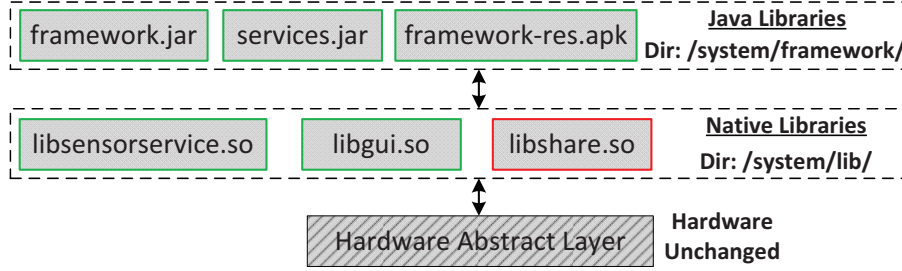 framework.jar services.jar framework-res.apk Java Libraries
Dir: /system/framework/
libsensorservice.so libgui.so libshare.so Native Libraries
Dir: /system/lib/
Hardware Abstract Layer Hardware
Unchanged